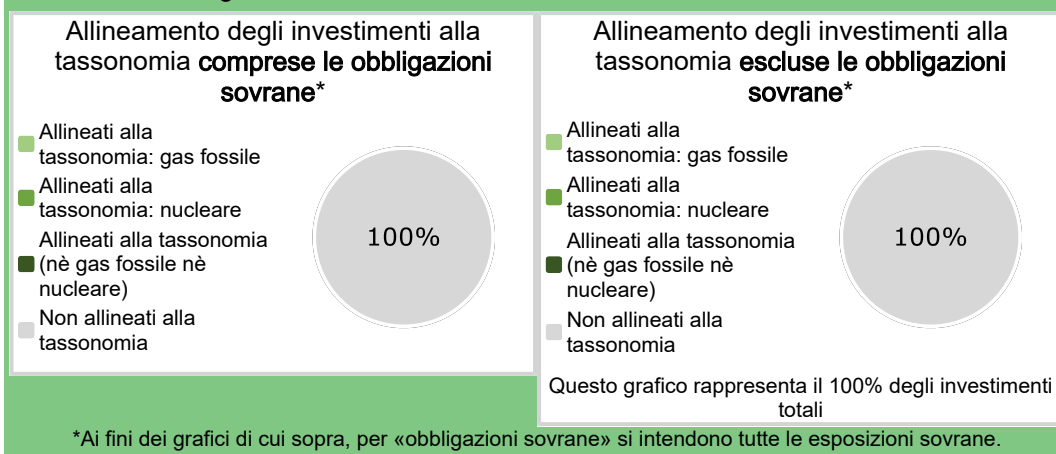 Allineamento degli investimenti alla
tassonomia comprese le obbligazioni
sovrane*
Allineati alla
tassonomia: gas fossile
Allineati alla
tassonomia: nucleare
Allineati alla tassonomia
(nè gas fossile nè
nucleare)
Non allineati alla
tassonomia
100%
Allineamento degli investimenti alla
tassonomia escluse le obbligazioni
sovrane*
Allineati alla
tassonomia: gas fossile
Allineati alla
tassonomia: nucleare
Allineati alla tassonomia
(nè gas fossile nè
nucleare)
Non allineati alla
tassonomia
100%
Questo grafico rappresenta il 100% degli investimenti
totali
*Ai fini dei grafici di cui sopra, per «obbligazioni sovrane» si intendono tutte le esposizioni sovrane.